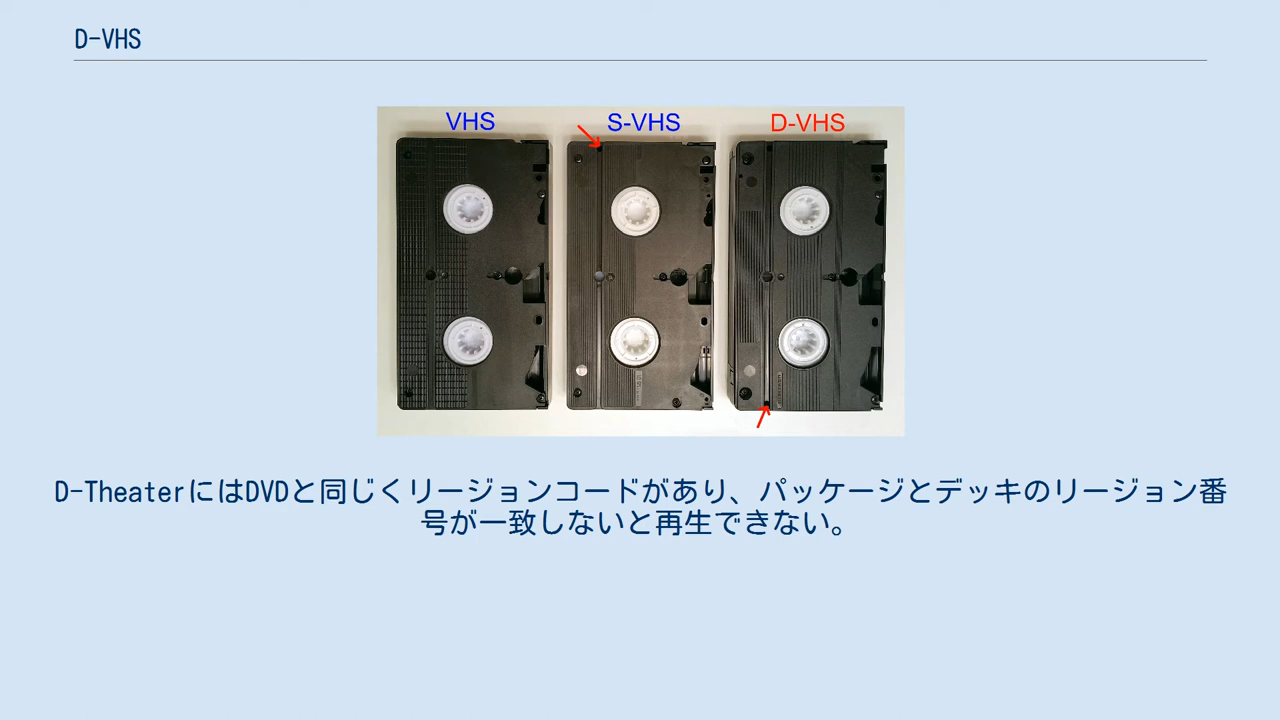 D-VHS
VHS
S-VHS
D-VHS
D-TheaterにはDVDと同じくリージョンコードがあり、パッケージとデッキのリージョン番
号が一致しないと再生できない。